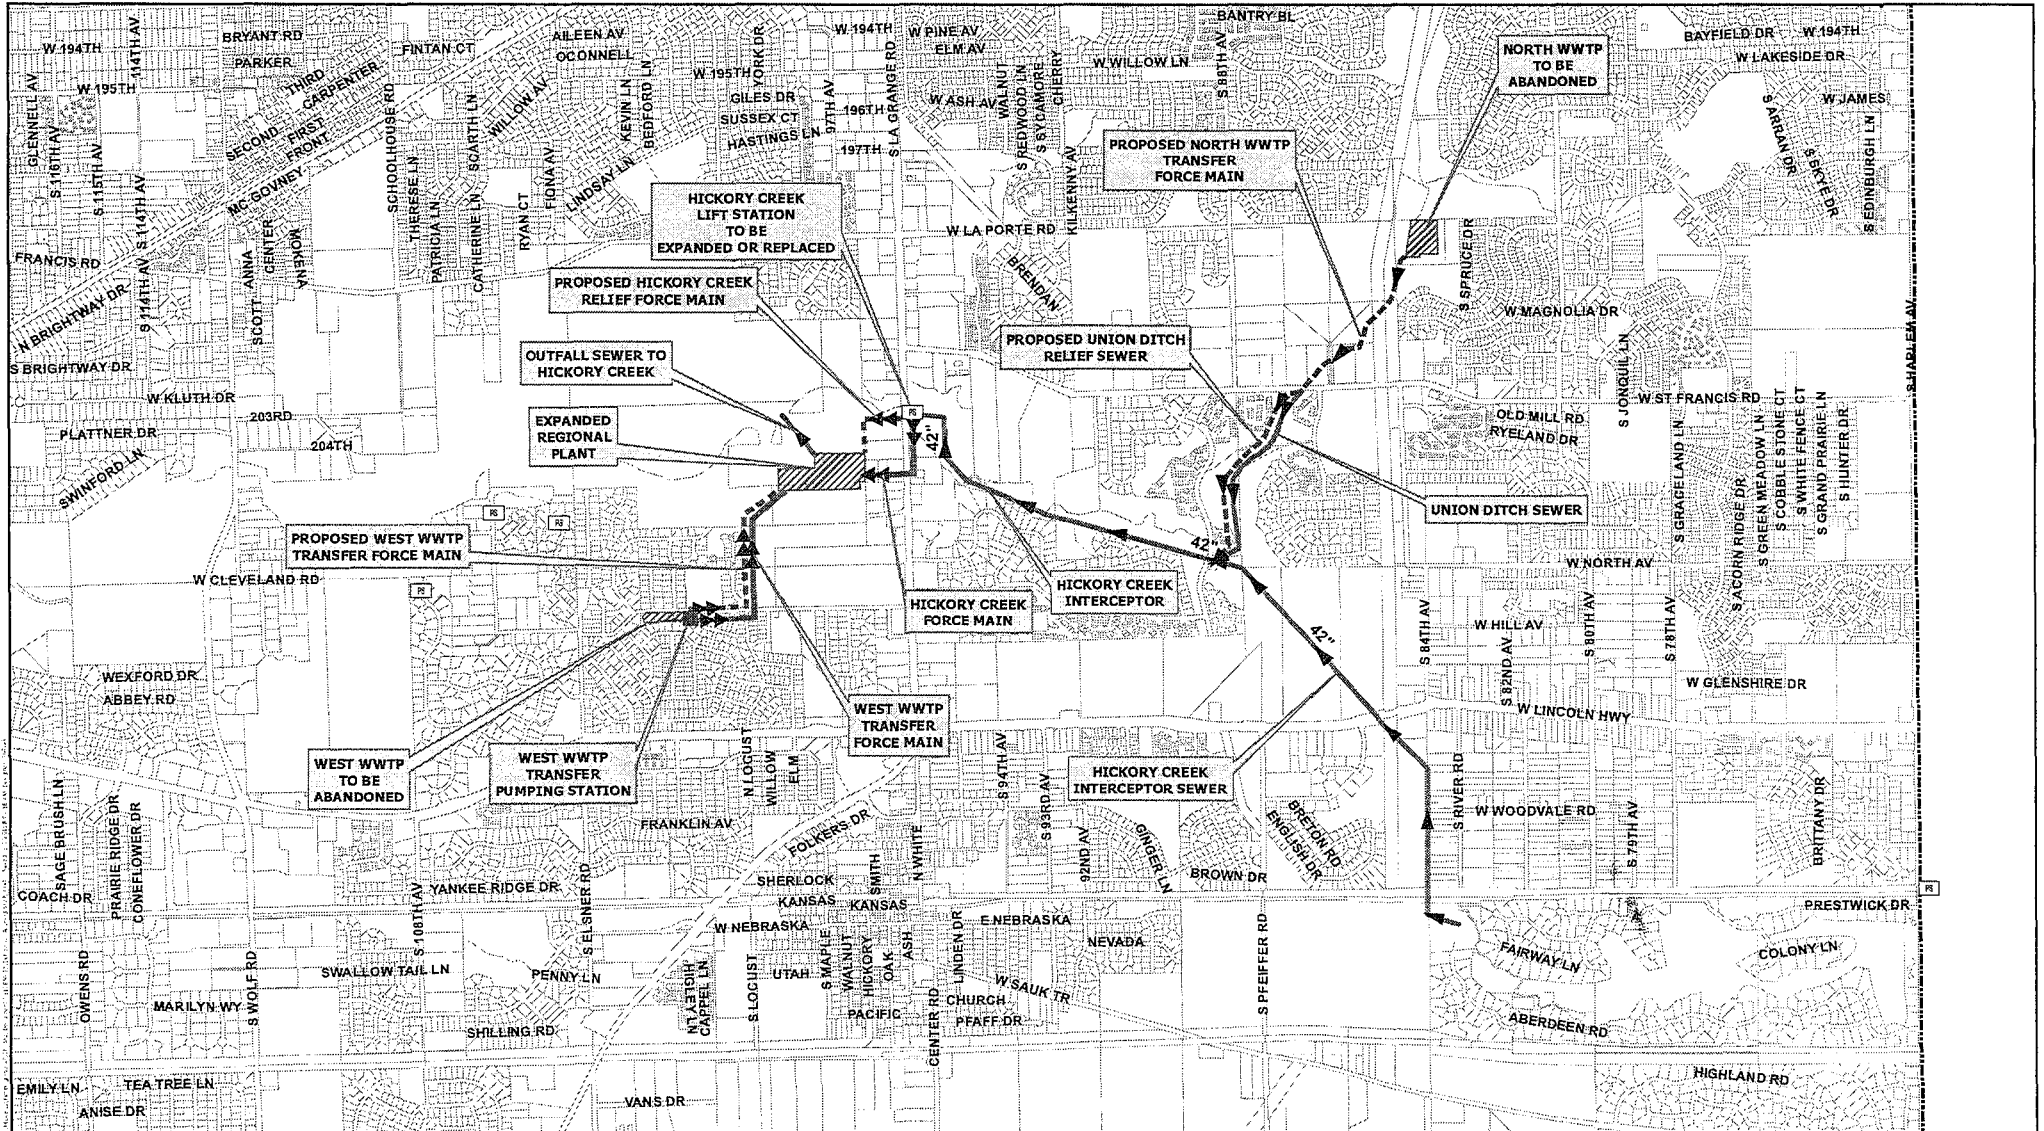 BANTRY BL
W 194TH
114TH AV
BRYANT RD
PARKER
FINTAN CT
AILEEN AV
OCONNELL
YORK DR
W 194TH
W PINE AV
ELM AV
S LA GRANGE RD
W WILLOW LN
S 88TH AV
NORTH WWTP
TO BE
ABANDONED
BAYFIELD DR
W 194TH
W LAKESIDE DR
W 195TH
GLENNELL AV
S 116TH AV
S 115TH AV
S 114TH AV
S 114TH AV
THIRD
CARPENTER
SECOND
FIRST
FRONT
MC GOVNEY
SCHOOLHOUSE RD
SCARTH LN
WILLOW AV
KEVIN LN
BEDFORD LN
W 195TH
GILES DR
SUSSEX CT
HASTINGS LN
97TH AV
196TH
197TH
W ASH AV
WALNUT
S REDWOOD LN
S SYCAMORE
CHERRY
KILKENNY AV
W JAMES
S ARRAN DR
S SKYE DR
S EDINBURGH LN
PROPOSED NORTH WWTP
TRANSFER
FORCE MAIN
THERESE LN
PATRICIA LN
CATHERINE LN
RYAN CT
FIONA AV
LINDSAY LN
HICKORY CREEK
LIFT STATION
TO BE
EXPANDED OR REPLACED
W LA PORTE RD
BRENDAN
S SPRUCE DR
FRANCIS RD
SCOTT
ANNA
CENTER
MOKENA
N BRIGHTWAY DR
PROPOSED HICKORY CREEK
RELIEF FORCE MAIN
W MAGNOLIA DR
S JONQUIL LN
S HARLEM AV
PROPOSED UNION DITCH
RELIEF SEWER
S BRIGHTWAY DR
OUTFALL SEWER TO
HICKORY CREEK
W KLUTH DR
203RD
PLATTNER DR
204TH
SWINFORD LN
EXPANDED
REGIONAL
PLANT
PS
42"
W ST FRANCIS RD
OLD MILL RD
RYELAND DR
S GRACELAND LN
S ACORN RIDGE DR
S GREEN MEADOW LN
S COBBLE STONE CT
S WHITE FENCE CT
S GRAND PRAIRIE LN
S HUNTER DR
UNION DITCH SEWER
PS
PS
PROPOSED WEST WWTP
TRANSFER FORCE MAIN
42"
W NORTH AV
W CLEVELAND RD
PS
HICKORY CREEK
FORCE MAIN
HICKORY CREEK
INTERCEPTOR
42"
S 84TH AV
W HILL AV
S 82ND AV
S 80TH AV
S 78TH AV
WEXFORD DR
ABBEY RD
W GLENSHIRE DR
W LINCOLN HWY
WEST WWTP
TRANSFER
FORCE MAIN
WEST WWTP
TO BE
ABANDONED
WEST WWTP
TRANSFER
PUMPING STATION
N LOCUST
WILLOW
ELM
S 94TH AV
S 93RD AV
HICKORY CREEK
INTERCEPTOR SEWER
SAGE BRUSH LN
PRAIRIE RIDGE DR
CONEFLOWER DR
FRANKLIN AV
FOLKERS DR
92ND AV
GINGER LN
BROWN DR
BRETON RD
ENGLISH DR
S RIVER RD
W WOODVALE RD
S 79TH AV
BRITTANY DR
COACH DR
YANKEE RIDGE DR
S 108TH AV
S ELSNER RD
SHERLOCK
SMITH
N WHITE
KANSAS
KANSAS
W NEBRASKA
E NEBRASKA
NEVADA
S PFEIFFER RD
PS
PRESTWICK DR
FAIRWAY LN
COLONY LN
OWENS RD
S WOLF RD
SWALLOW TAIL LN
PENNY LN
HIGLEY LN
CAPPEL LN
S LOCUST
UTAH
S MAPLE
WALNUT
HICKORY
OAK
ASH
LINDEN DR
W SAUK TR
MARILYN WY
SHILLING RD
PACIFIC
CENTER RD
CHURCH
PFAFF DR
ABERDEEN RD
HIGHLAND RD
EMILY LN
TEA TREE LN
ANISE DR
VANS DR